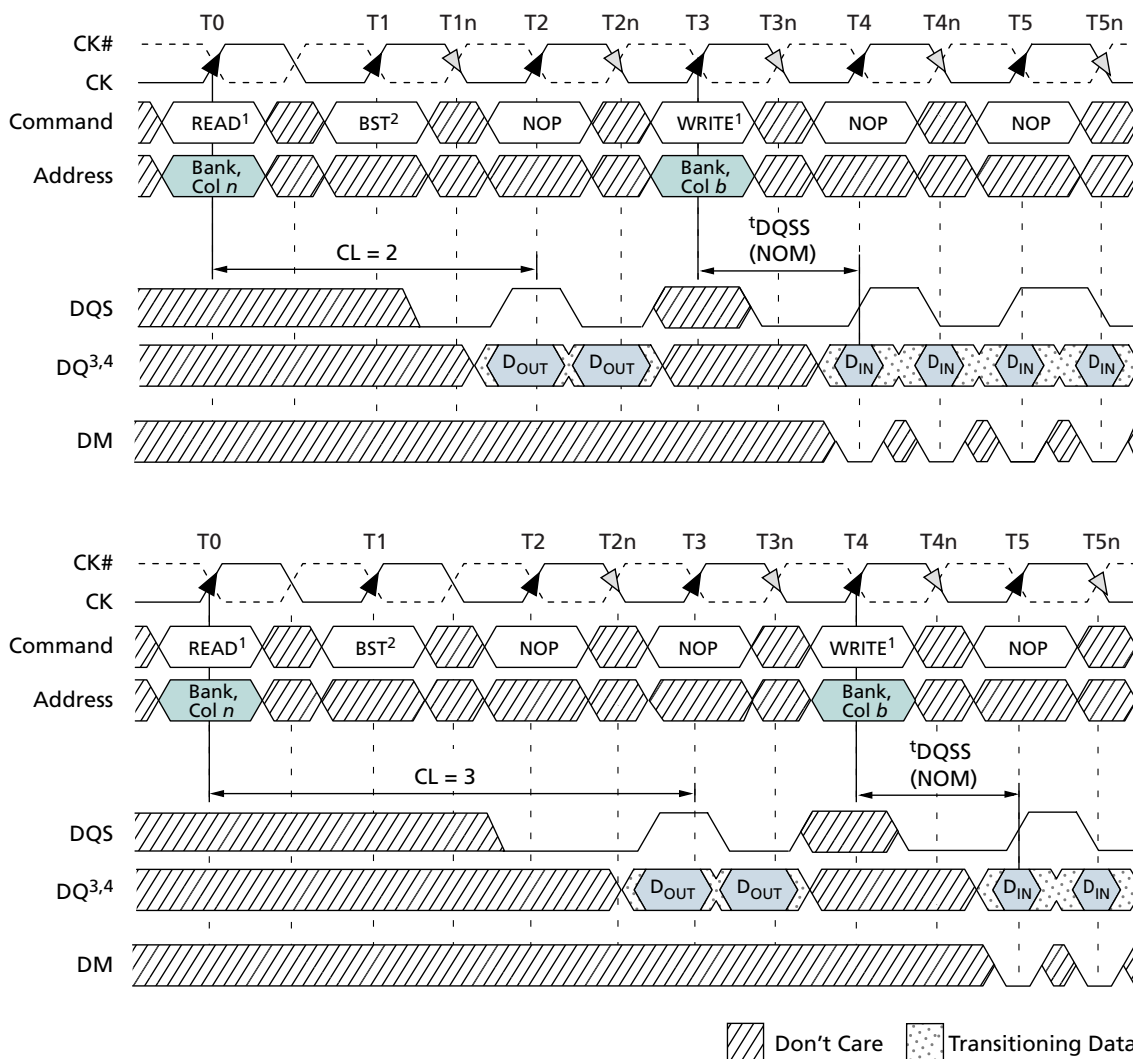 T0 T1 T1n T2 T2n T3 T3n T4 T4n T5 T5n
CK#
CK
Command READ¹ BST² NOP WRITE¹ NOP NOP
Address Bank, Col n Bank, Col b
CL = 2 tDQSS (NOM)
DQS
DQ³,⁴ DOUT DOUT DIN DIN DIN DIN
DM
T0 T1 T2 T2n T3 T3n T4 T4n T5 T5n
CK#
CK
Command READ¹ BST² NOP NOP WRITE¹ NOP
Address Bank, Col n Bank, Col b
CL = 3 tDQSS (NOM)
DQS
DQ³,⁴ DOUT DOUT DIN DIN
DM
Don't Care Transitioning Data